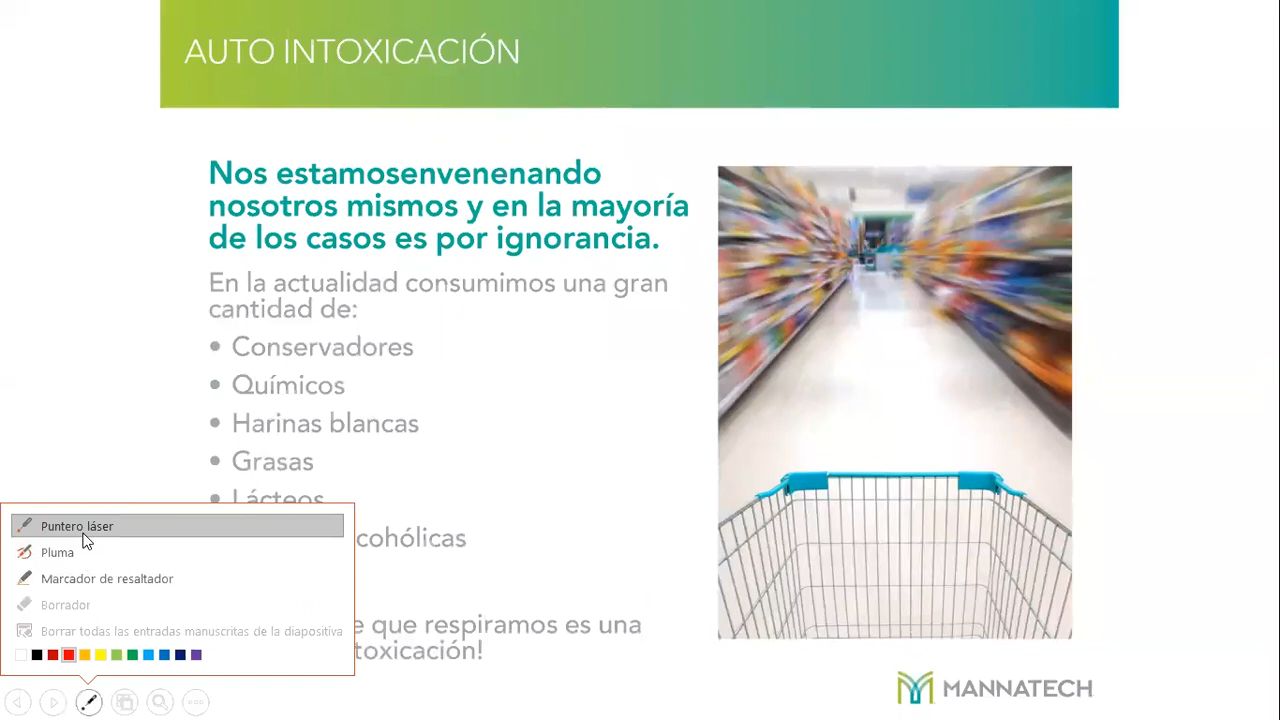 AUTO INTOXICACIÓN
Nos estamosenvenenando
nosotros mismos y en la mayoría
de los casos es por ignorancia.
En la actualidad consumimos una gran
cantidad de:
• Conservadores
• Químicos
• Harinas blancas
• Grasas
• Lácteos
cohólicas
e que respiramos es una
toxicación!
Puntero láser
Pluma
Marcador de resaltador
Borrador
Borrar todas las entradas manuscritas de la diapositiva
MANNATECH